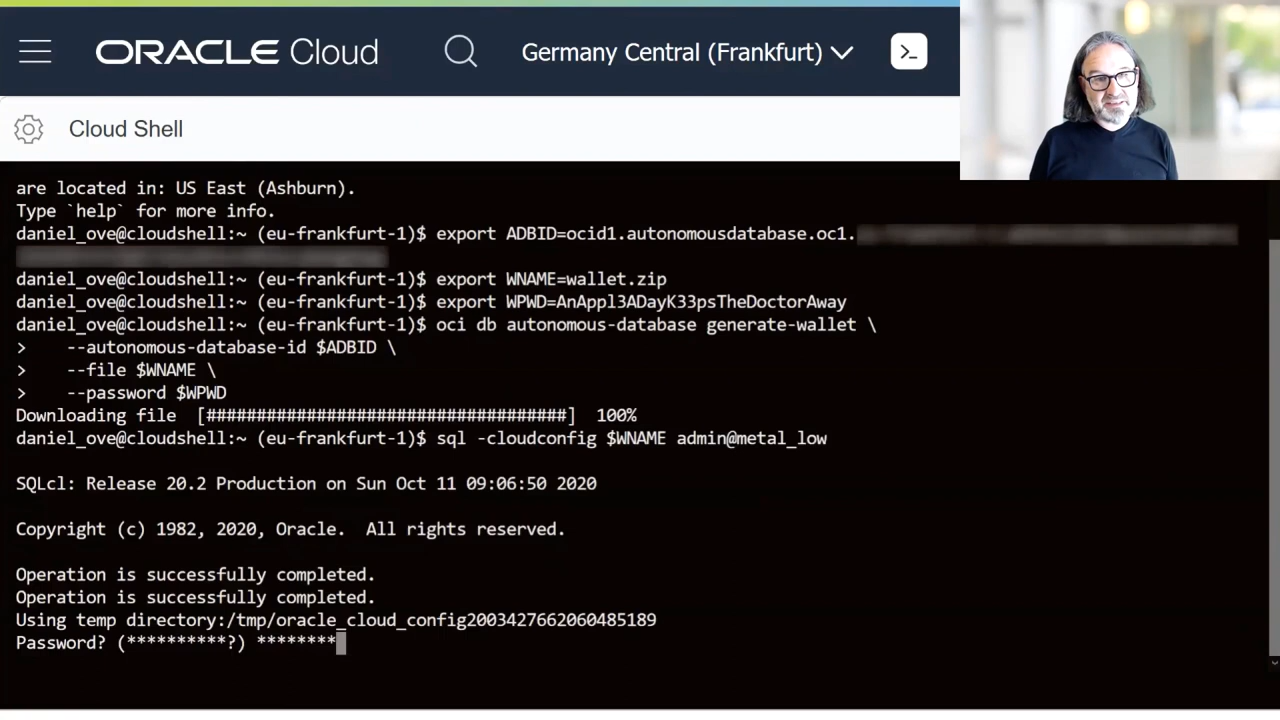 ORACLE Cloud
Germany Central (Frankfurt)
>_
Cloud Shell
are located in: US East (Ashburn).
Type `help` for more info.
daniel_ove@cloudshell:~ (eu-frankfurt-1)$ export ADBID=ocid1.autonomousdatabase.oc1.
daniel_ove@cloudshell:~ (eu-frankfurt-1)$ export WNAME=wallet.zip
daniel_ove@cloudshell:~ (eu-frankfurt-1)$ export WPWD=AnAppl3ADayK33psTheDoctorAway
daniel_ove@cloudshell:~ (eu-frankfurt-1)$ oci db autonomous-database generate-wallet \
>    --autonomous-database-id $ADBID \
>    --file $WNAME \
>    --password $WPWD
Downloading file  [####################################]  100%
daniel_ove@cloudshell:~ (eu-frankfurt-1)$ sql -cloudconfig $WNAME admin@metal_low
SQLcl: Release 20.2 Production on Sun Oct 11 09:06:50 2020
Copyright (c) 1982, 2020, Oracle.  All rights reserved.
Operation is successfully completed.
Operation is successfully completed.
Using temp directory:/tmp/oracle_cloud_config2003427662060485189
Password? (**********?) ********